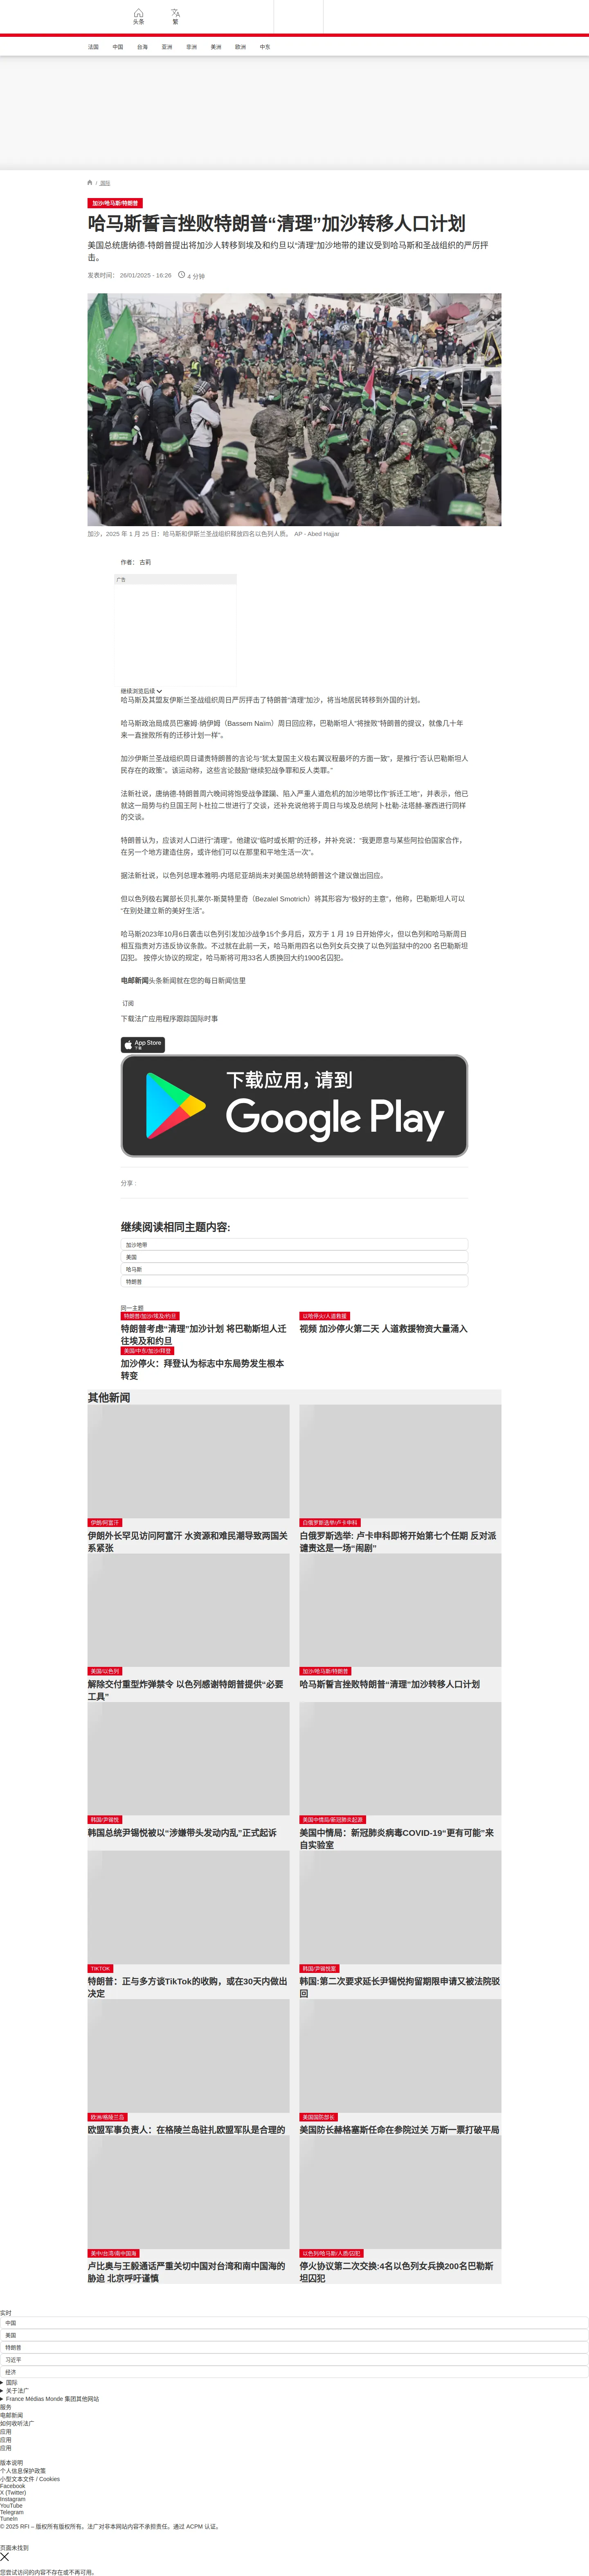 头条
繁
法国 中国 台海 亚洲 非洲 美洲 欧洲 中东
/ 国际
加沙/哈马斯/特朗普
哈马斯誓言挫败特朗普“清理”加沙转移人口计划
美国总统唐纳德-特朗普提出将加沙人转移到埃及和约旦以“清理”加沙地带的建议受到哈马斯和圣战组织的严厉抨
击。
发表时间： 26/01/2025 - 16:26 4 分钟
加沙，2025 年 1 月 25 日：哈马斯和伊斯兰圣战组织释放四名以色列人质。 AP - Abed Hajjar
作者： 古莉
广告
继续浏览后续
哈马斯及其盟友伊斯兰圣战组织周日严厉抨击了特朗普“清理”加沙，将当地居民转移到外国的计划。
哈马斯政治局成员巴塞姆·纳伊姆（Bassem Naïm）周日回应称，巴勒斯坦人“将挫败”特朗普的提议，就像几十年
来一直挫败所有的迁移计划一样”。
加沙伊斯兰圣战组织周日谴责特朗普的言论与“犹太复国主义极右翼议程最坏的方面一致”，是推行“否认巴勒斯坦人
民存在的政策”。该运动称，这些言论鼓励“继续犯战争罪和反人类罪。”
法新社说，唐纳德-特朗普周六晚间将饱受战争蹂躏、陷入严重人道危机的加沙地带比作“拆迁工地”，并表示，他已
就这一局势与约旦国王阿卜杜拉二世进行了交谈，还补充说他将于周日与埃及总统阿卜杜勒-法塔赫-塞西进行同样
的交谈。
特朗普认为，应该对人口进行“清理”。他建议“临时或长期”的迁移，并补充说：“我更愿意与某些阿拉伯国家合作，
在另一个地方建造住房，或许他们可以在那里和平地生活一次”。
据法新社说，以色列总理本雅明-内塔尼亚胡尚未对美国总统特朗普这个建议做出回应。
但以色列极右翼部长贝扎莱尔-斯莫特里奇（Bezalel Smotrich）将其形容为“极好的主意”，他称，巴勒斯坦人可以
“在别处建立新的美好生活”。
哈马斯2023年10月6日袭击以色列引发加沙战争15个多月后，双方于 1 月 19 日开始停火，但以色列和哈马斯周日
相互指责对方违反协议条款。不过就在此前一天，哈马斯用四名以色列女兵交换了以色列监狱中的200 名巴勒斯坦
囚犯。 按停火协议的规定，哈马斯将可用33名人质换回大约1900名囚犯。
电邮新闻头条新闻就在您的每日新闻信里
订阅
下载法广应用程序跟踪国际时事
App Store
下载
下载应用，请到
Google Play
分享 :
继续阅读相同主题内容:
加沙地带
美国
哈马斯
特朗普
同一主题
特朗普/加沙/埃及/约旦
特朗普考虑“清理”加沙计划 将巴勒斯坦人迁
往埃及和约旦
以哈停火/人道救援
视频 加沙停火第二天 人道救援物资大量涌入
美国/中东/加沙/拜登
加沙停火：拜登认为标志中东局势发生根本
转变
其他新闻
伊朗/阿富汗
伊朗外长罕见访问阿富汗 水资源和难民潮导致两国关
系紧张
白俄罗斯选举/卢卡申科
白俄罗斯选举: 卢卡申科即将开始第七个任期 反对派
谴责这是一场“闹剧”
美国/以色列
解除交付重型炸弹禁令 以色列感谢特朗普提供“必要
工具”
加沙/哈马斯/特朗普
哈马斯誓言挫败特朗普“清理”加沙转移人口计划
韩国/尹锡悦
韩国总统尹锡悦被以“涉嫌带头发动内乱”正式起诉
美国中情局/新冠肺炎起源
美国中情局：新冠肺炎病毒COVID-19“更有可能”来
自实验室
TIKTOK
特朗普：正与多方谈TikTok的收购，或在30天内做出
决定
韩国/尹锡悦案
韩国:第二次要求延长尹锡悦拘留期限申请又被法院驳
回
欧洲/格陵兰岛
欧盟军事负责人：在格陵兰岛驻扎欧盟军队是合理的
美国国防部长
美国防长赫格塞斯任命在参院过关 万斯一票打破平局
美中/台湾/南中国海
卢比奥与王毅通话严重关切中国对台湾和南中国海的
胁迫 北京呼吁谨慎
以色列/哈马斯/人质/囚犯
停火协议第二次交换:4名以色列女兵换200名巴勒斯
坦囚犯
实时
中国
美国
特朗普
习近平
经济
国际
关于法广
France Médias Monde 集团其他网站
服务
电邮新闻
如何收听法广
应用
应用
应用
版本说明
个人信息保护政策
小型文本文件 / Cookies
Facebook
X (Twitter)
Instagram
YouTube
Telegram
TuneIn
© 2025 RFI – 版权所有版权所有。法广对非本网站内容不承担责任。通过 ACPM 认证。
页面未找到
您尝试访问的内容不存在或不再可用。